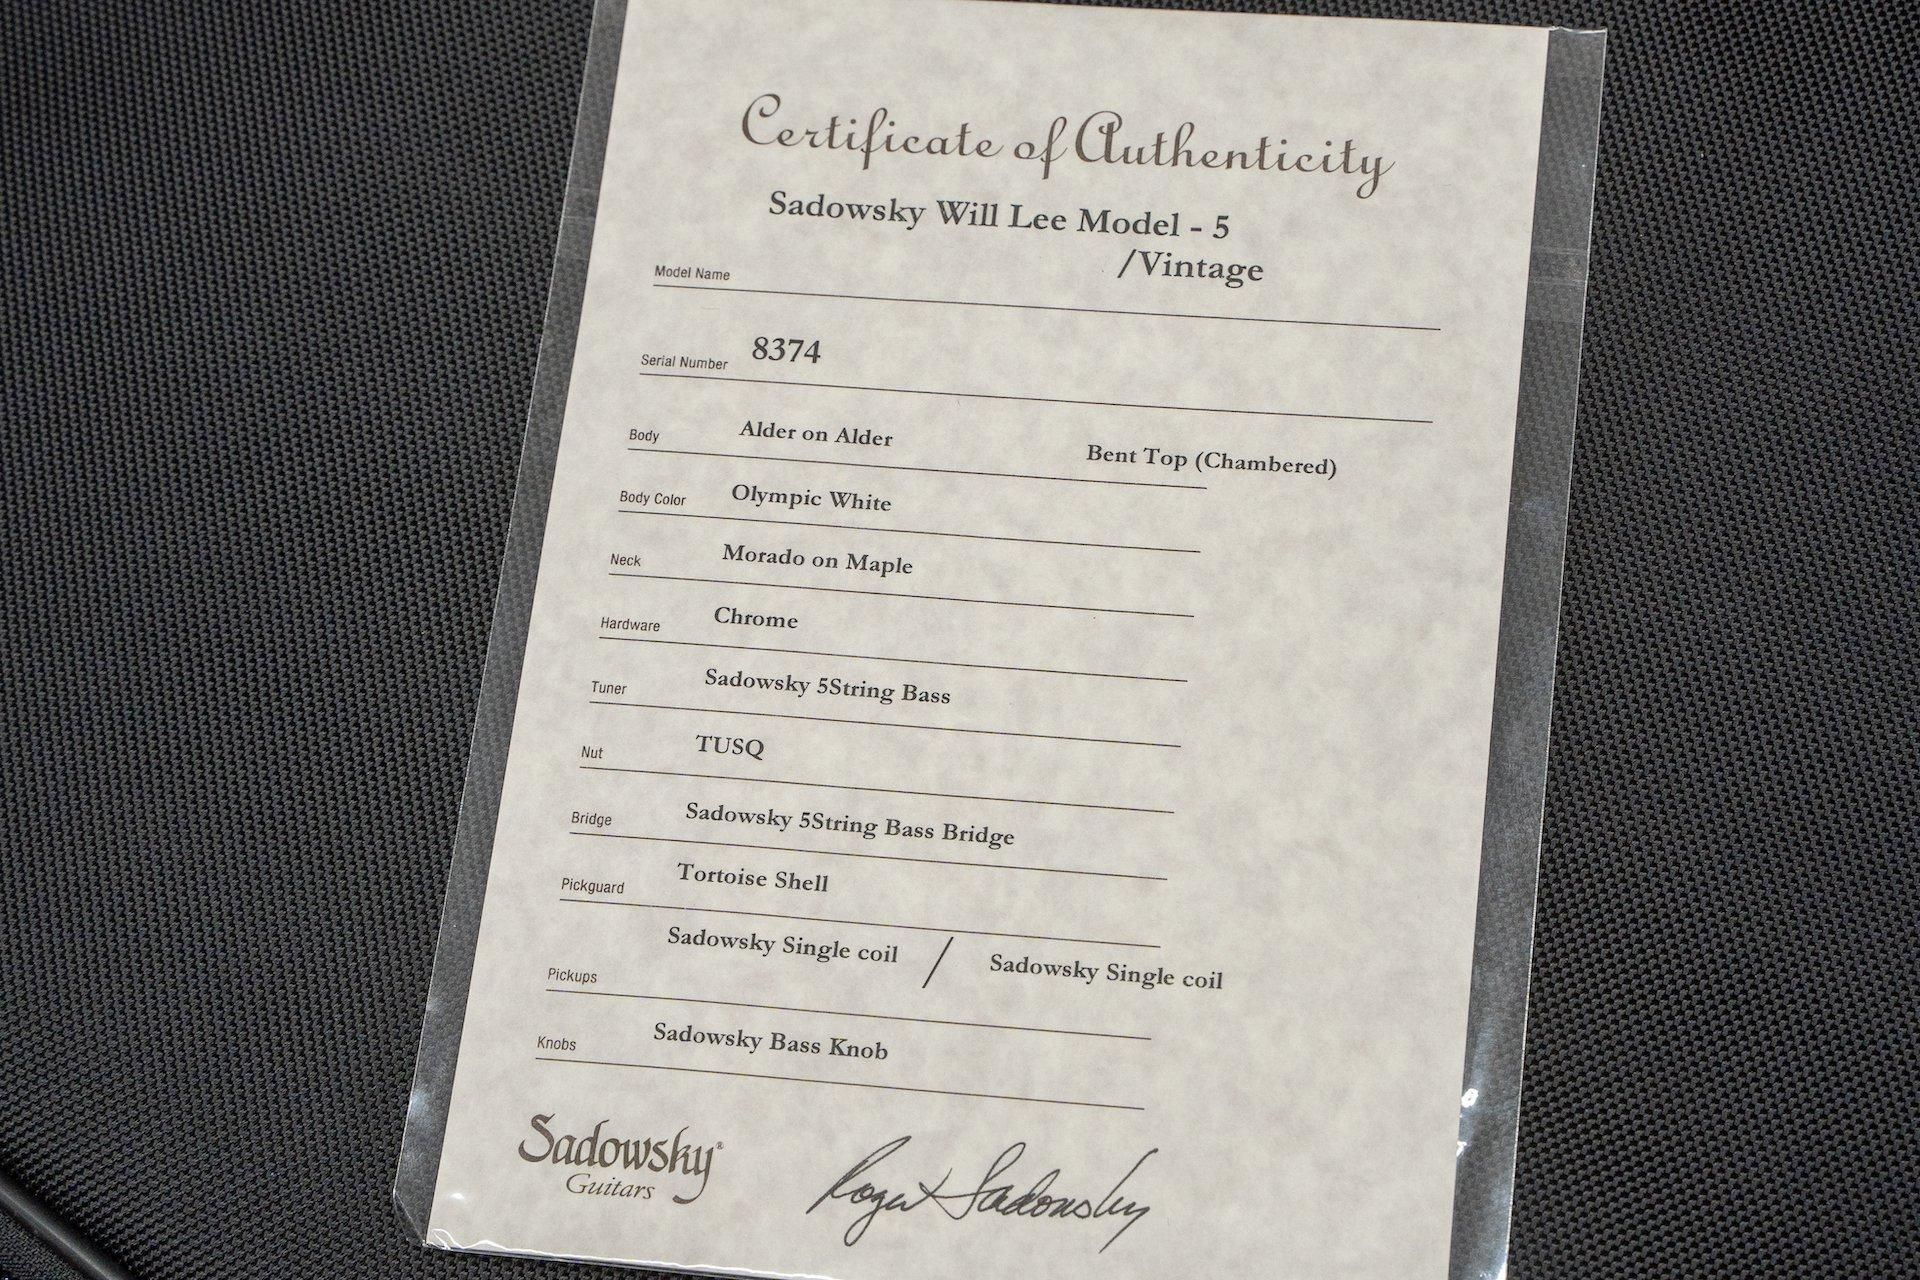 Certificate of Authenticity
Sadowsky Will Lee Model - 5
/Vintage
Model Name
Serial Number 8374
Body Alder on Alder Bent Top (Chambered)
Body Color Olympic White
Neck Morado on Maple
Hardware Chrome
Tuner Sadowsky 5String Bass
Nut TUSQ
Bridge Sadowsky 5String Bass Bridge
Pickguard Tortoise Shell
Pickups Sadowsky Single coil / Sadowsky Single coil
Knobs Sadowsky Bass Knob
Sadowsky®
Guitars
Roger Sadowsky